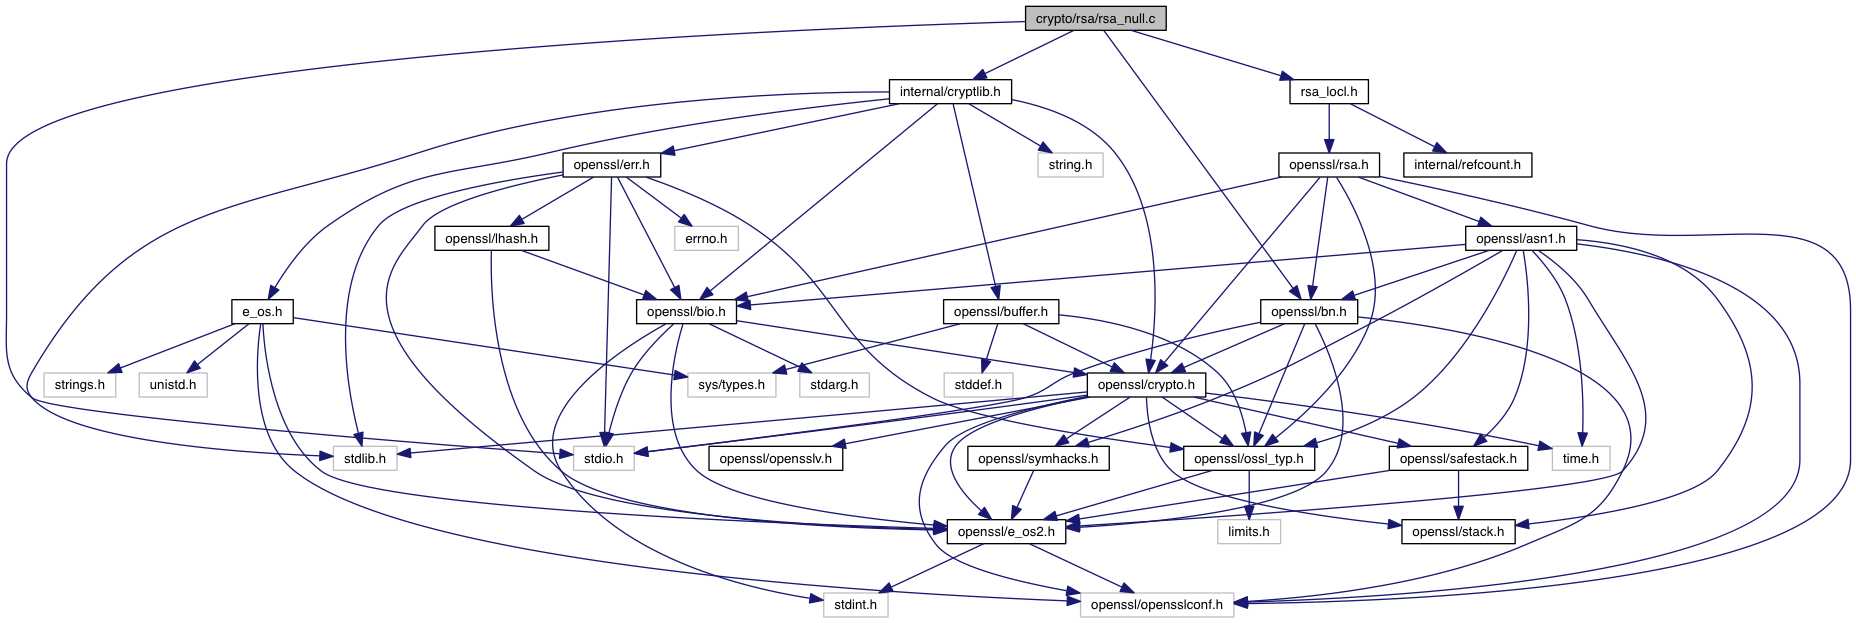 crypto/rsa/rsa_null.c
internal/cryptlib.h
rsa_locl.h
openssl/err.h
string.h
openssl/rsa.h
internal/refcount.h
openssl/lhash.h
errno.h
openssl/asn1.h
e_os.h
openssl/bio.h
openssl/buffer.h
openssl/bn.h
strings.h
unistd.h
sys/types.h
stdarg.h
stddef.h
openssl/crypto.h
stdlib.h
stdio.h
openssl/opensslv.h
openssl/symhacks.h
openssl/ossl_typ.h
openssl/safestack.h
time.h
openssl/e_os2.h
limits.h
openssl/stack.h
stdint.h
openssl/opensslconf.h